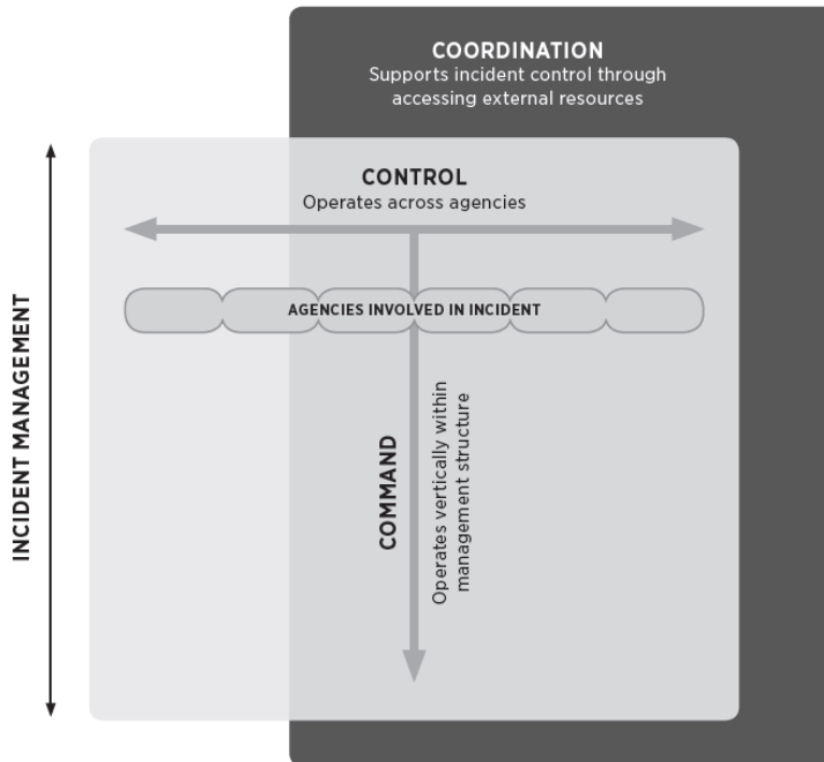 COORDINATION
Supports incident control through
accessing external resources
CONTROL
Operates across agencies
AGENCIES INVOLVED IN INCIDENT
INCIDENT MANAGEMENT
COMMAND
Operates vertically within
management structure